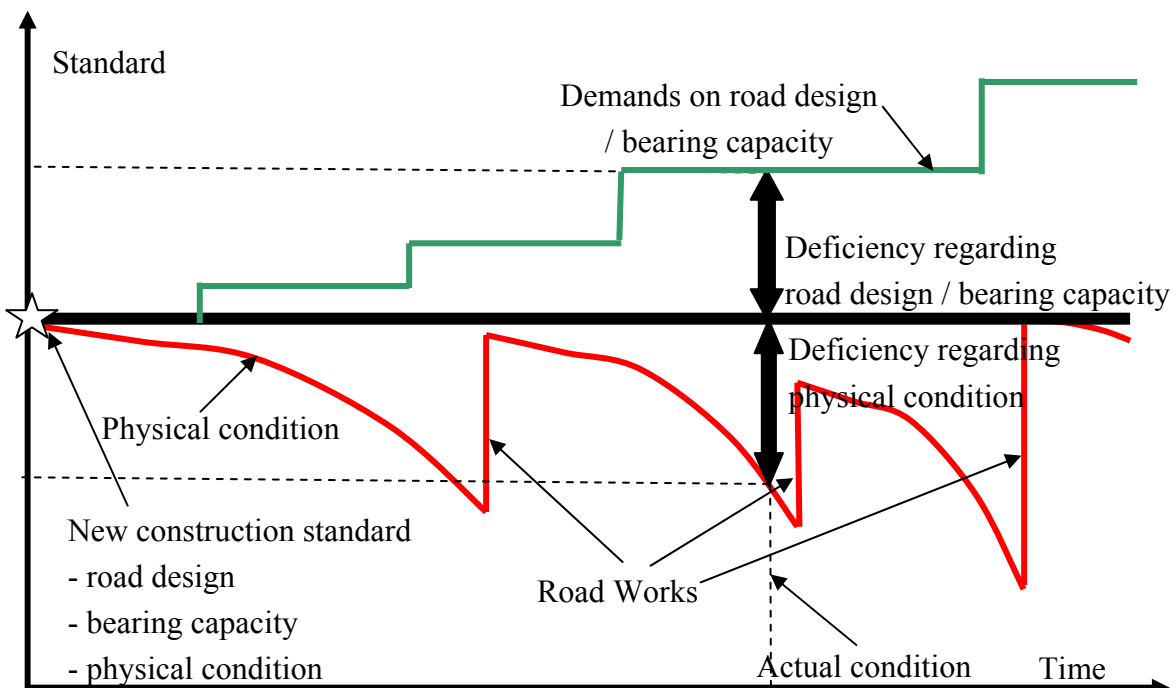 Standard
Demands on road design
/ bearing capacity
Deficiency regarding
road design / bearing capacity
Deficiency regarding
physical condition
Physical condition
New construction standard
- road design
- bearing capacity
- physical condition
Road Works
Actual condition
Time